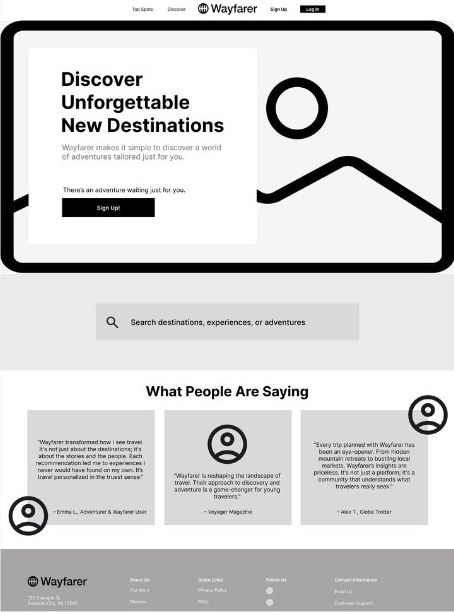 Top Spots Discover Wayfarer Sign Up Log In
Discover
Unforgettable
New Destinations
Wayfarer makes it simple to discover a world
of adventures tailored just for you.
There's an adventure waiting just for you.
Sign Up!
Search destinations, experiences, or adventures
What People Are Saying
"Wayfarer transformed how I see travel.
It's not just about the destinations; it's
about the stories and the people. Each
recommendation led me to experiences I
never would have found on my own. It's
travel personalized in the truest sense."
– Emma L., Adventurer & Wayfarer User
"Wayfarer is reshaping the landscape of
travel. Their approach to discovery and
adventure is a game-changer for young
travelers."
– Voyager Magazine
"Every trip planned with Wayfarer has
been an eye-opener. From hidden
mountain retreats to bustling local
markets, Wayfarer's insights are
priceless. It's not just a platform; it's a
community that understands what
travelers really seek."
– Alex T., Globe Trotter
Wayfarer
123 Example St.
Example City, 12345
About Us
Our story
Mission
Quick Links
Privacy Policy
FAQs
Follow Us
Contact Information
Email Us
Customer Support